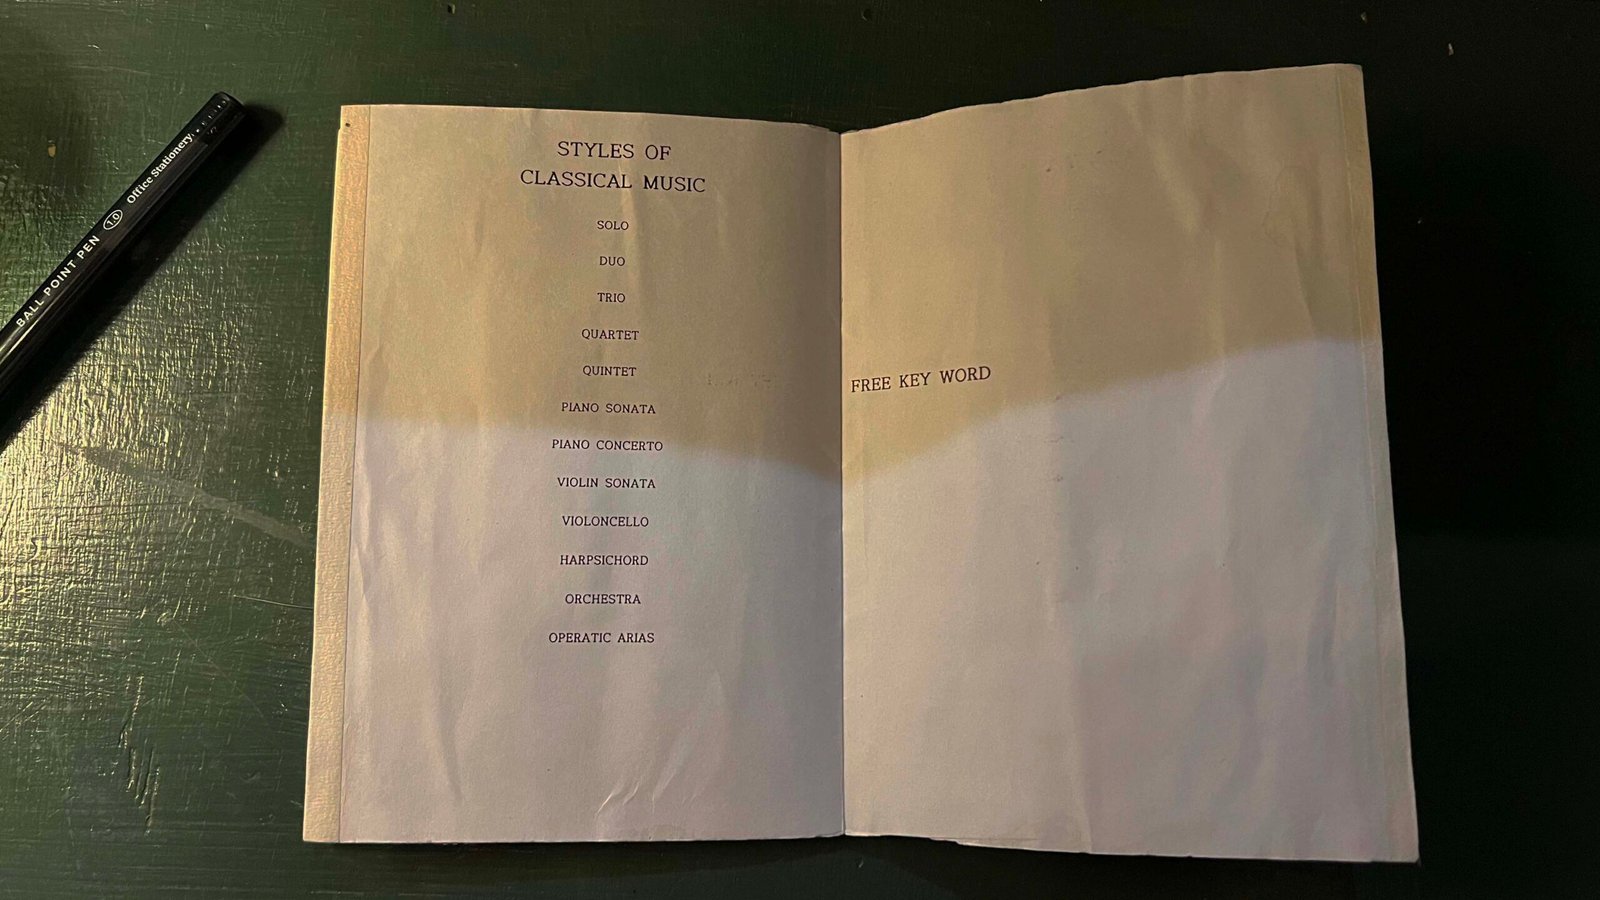 BALL POINT PEN 1.0 Office Stationery
STYLES OF
CLASSICAL MUSIC
SOLO
DUO
TRIO
QUARTET
QUINTET
PIANO SONATA
PIANO CONCERTO
VIOLIN SONATA
VIOLONCELLO
HARPSICHORD
ORCHESTRA
OPERATIC ARIAS
FREE KEY WORD